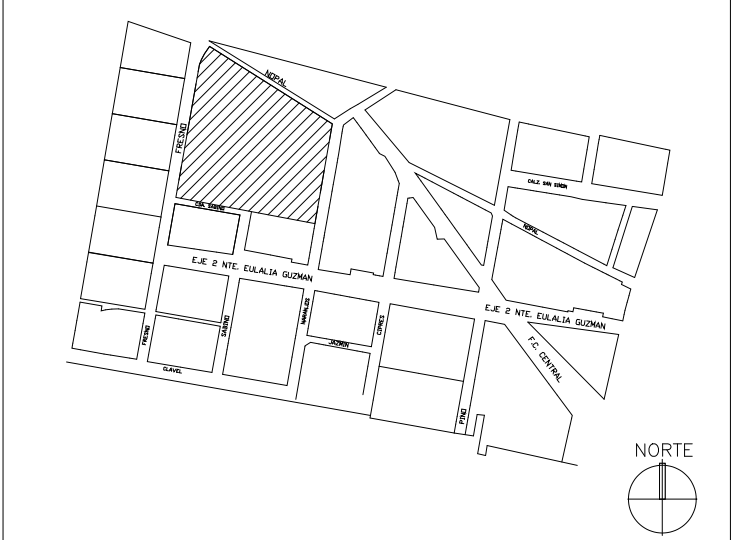 NOPAL
FRESNO
CALZ. SAN SIMON
CDA. SABINO
NOPAL
EJE 2 NTE. EULALIA GUZMAN
EJE 2 NTE. EULALIA GUZMAN
NARANJOS
CIPRES
SABINO
FRESNO
JAZMIN
F.C. CENTRAL
CLAVEL
PINO
NORTE